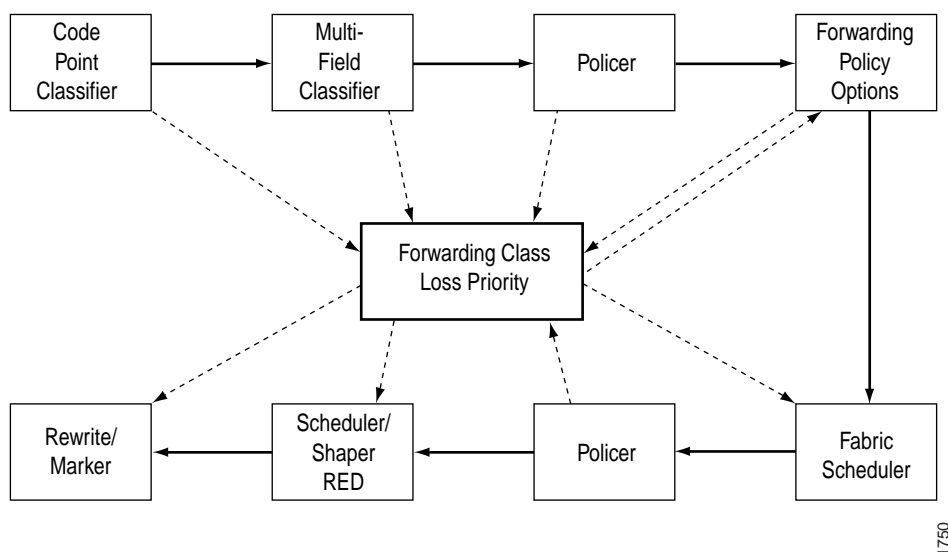 Code
Point
Classifier
Multi-
Field
Classifier
Policer
Forwarding
Policy
Options
Forwarding Class
Loss Priority
Rewrite/
Marker
Scheduler/
Shaper
RED
Policer
Fabric
Scheduler
1750